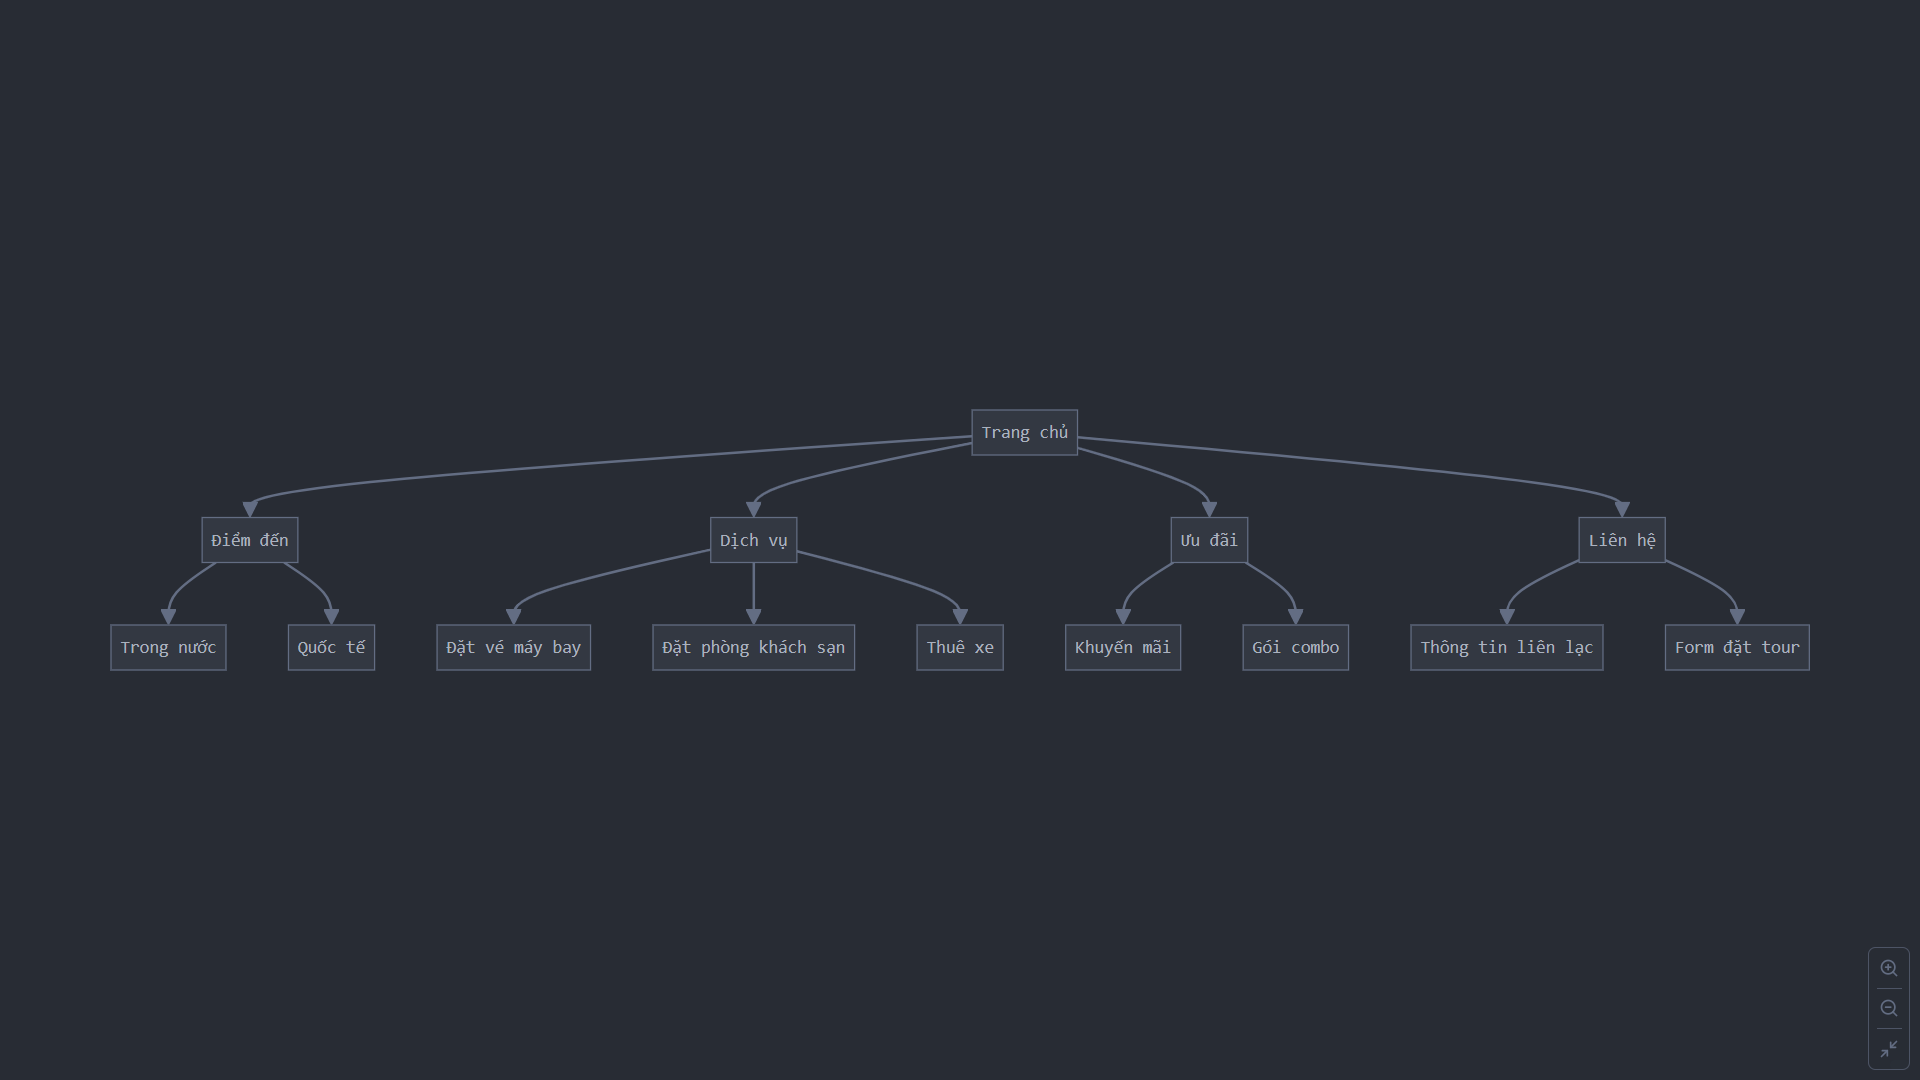 Trang chủ
Điểm đến
Dịch vụ
Ưu đãi
Liên hệ
Trong nước
Quốc tế
Đặt vé máy bay
Đặt phòng khách sạn
Thuê xe
Khuyến mãi
Gói combo
Thông tin liên lạc
Form đặt tour